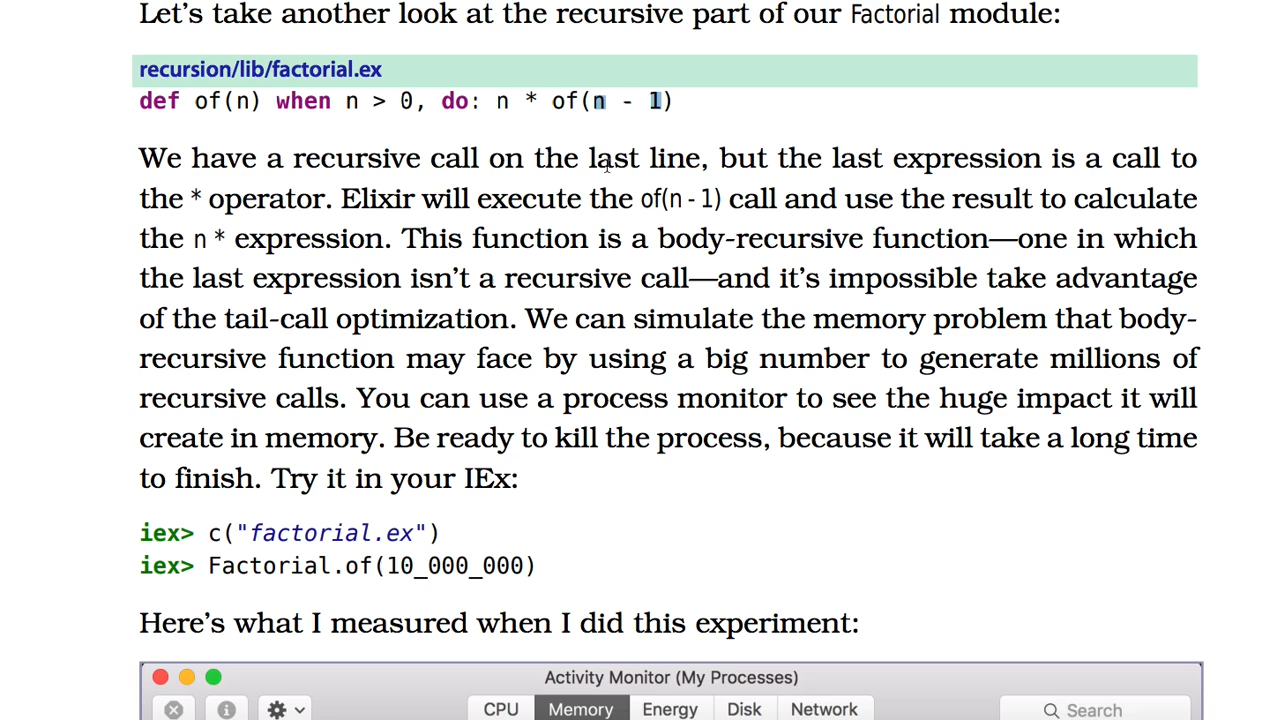 Let's take another look at the recursive part of our Factorial module:
recursion/lib/factorial.ex
def of(n) when n > 0, do: n * of(n - 1)
We have a recursive call on the last line, but the last expression is a call to
the * operator. Elixir will execute the of(n - 1) call and use the result to calculate
the n * expression. This function is a body-recursive function—one in which
the last expression isn't a recursive call—and it's impossible take advantage
of the tail-call optimization. We can simulate the memory problem that body-
recursive function may face by using a big number to generate millions of
recursive calls. You can use a process monitor to see the huge impact it will
create in memory. Be ready to kill the process, because it will take a long time
to finish. Try it in your IEx:
iex> c("factorial.ex")
iex> Factorial.of(10_000_000)
Here's what I measured when I did this experiment:
Activity Monitor (My Processes)
CPU Memory Energy Disk Network Search